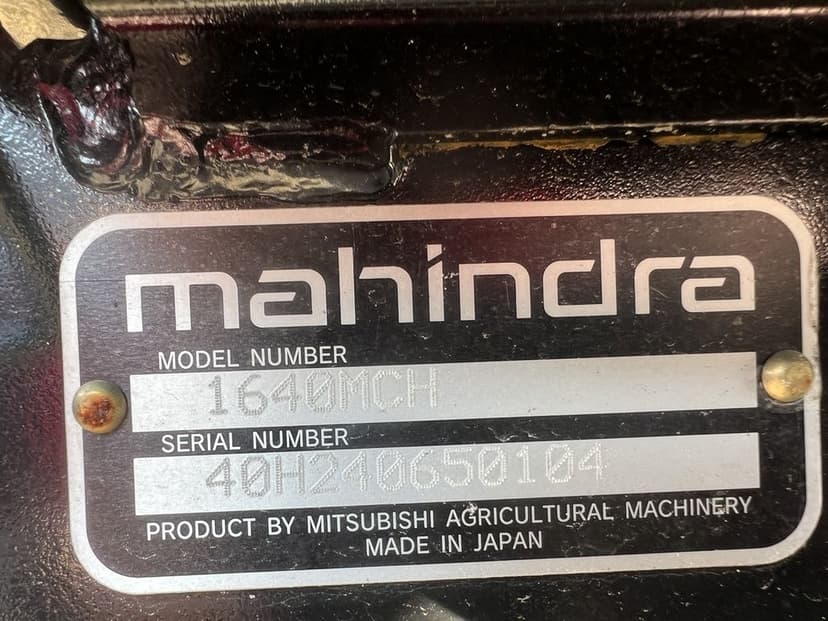 mahindra
MODEL NUMBER
1640MCH
SERIAL NUMBER
40H240650104
PRODUCT BY MITSUBISHI AGRICULTURAL MACHINERY
MADE IN JAPAN